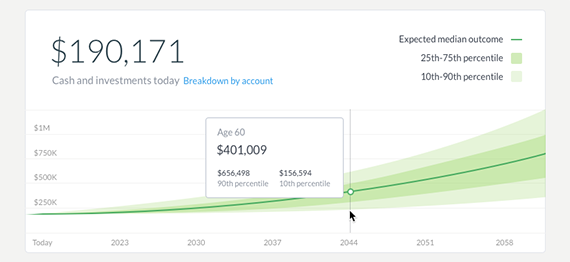 $190,171
Cash and investments today Breakdown by account
Expected median outcome
25th-75th percentile
10th-90th percentile
$1M
$750K
$500K
$250K
Age 60
$401,009
$656,498 $156,594
90th percentile 10th percentile
Today 2023 2030 2037 2044 2051 2058